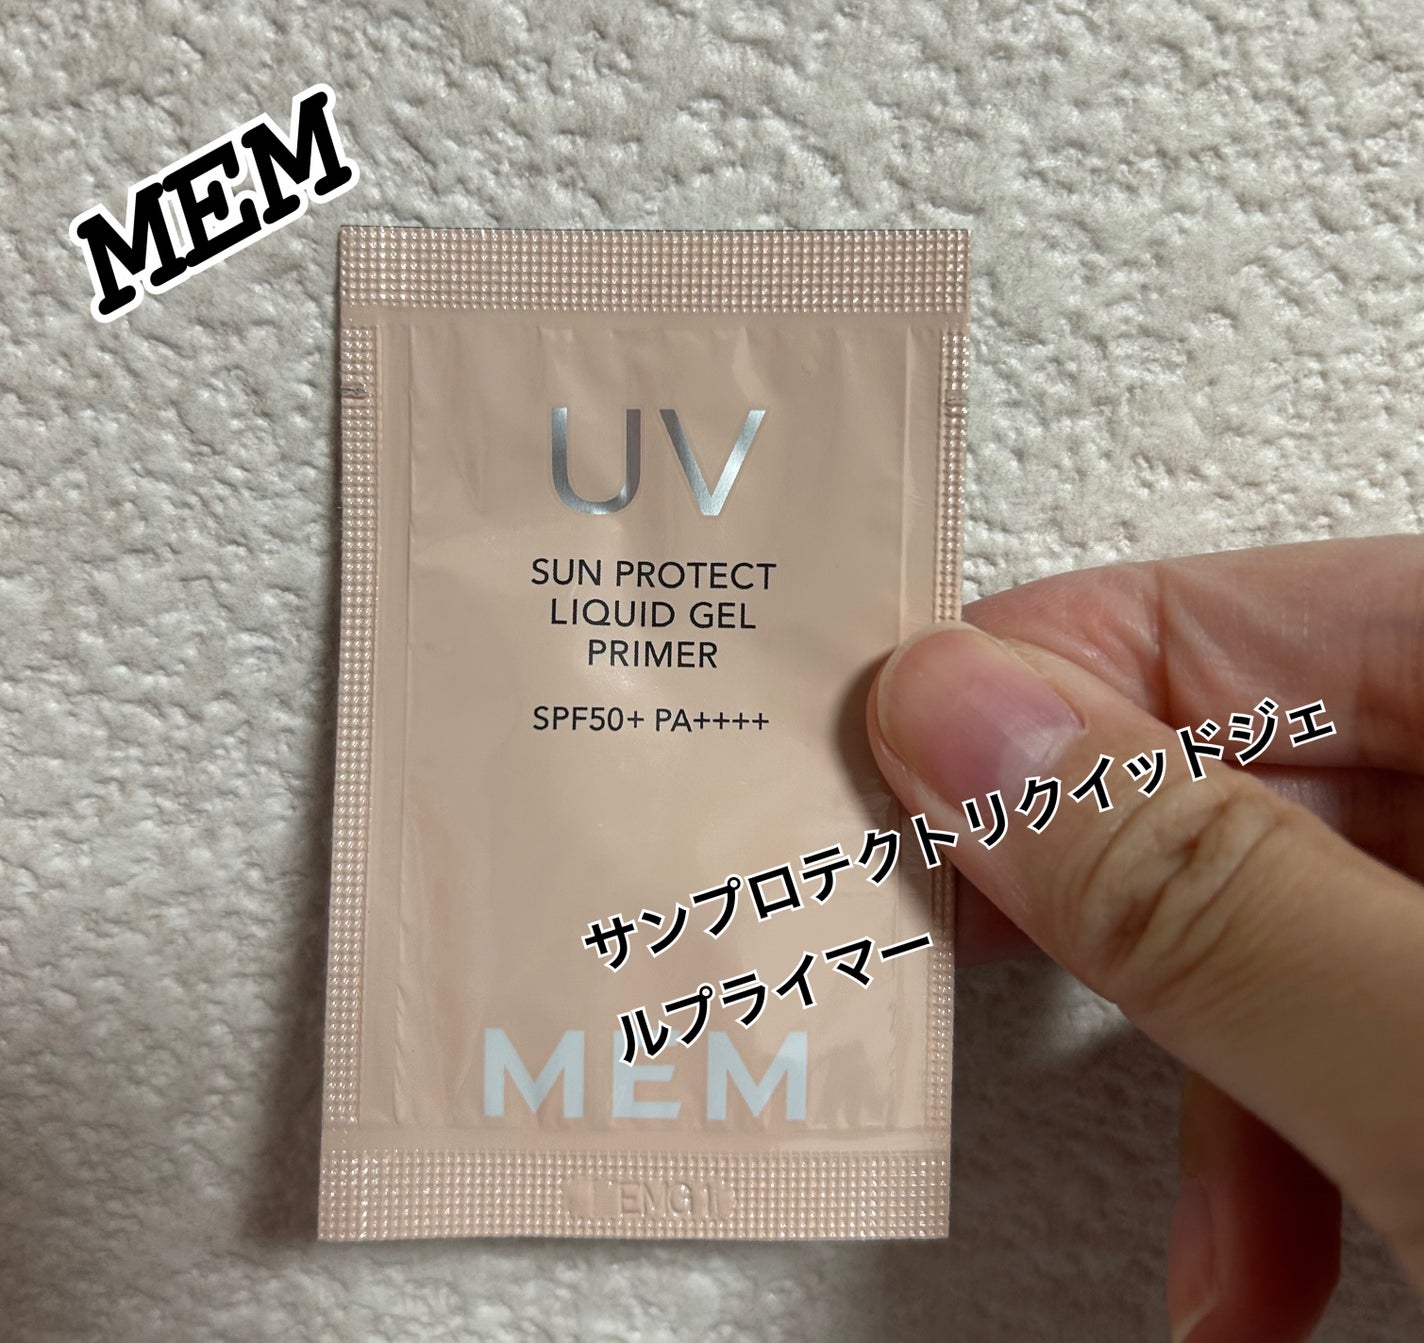 MEM
UV
SUN PROTECT
LIQUID GEL
PRIMER
SPF50+ PA++++
サンプロテクトリクイッドジェ
ルプライマー
MEM